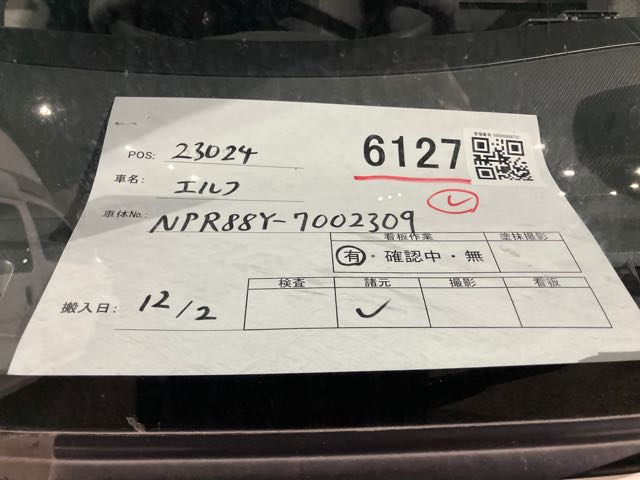 POS: 23024
6127
車名: エルフ
車体No.: NPR88Y-7002309
看板作業 塗抹撮影
有・確認中・無
検査 諸元 撮影 看板
搬入日: 12/2